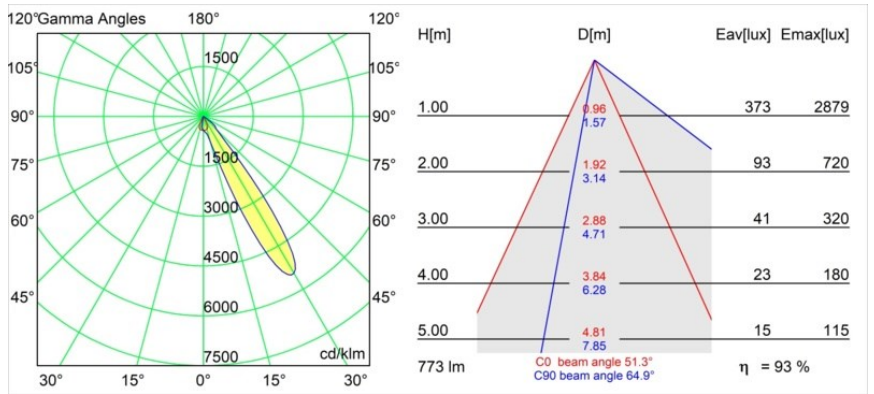 120° Gamma Angles 180° 120°
1500
105° 105°
90° 90°
1500
75° 75°
3000
60° 60°
4500
45° 6000 45°
7500 cd/klm
30° 15° 0° 15° 30°
H[m] D[m] Eav[lux] Emax[lux]
1.00 0.96 373 2879
1.57
2.00 1.92 93 720
3.14
3.00 2.88 41 320
4.71
4.00 3.84 23 180
6.28
5.00 4.81 15 115
7.85
773 lm C0 beam angle 51.3° η = 93 %
C90 beam angle 64.9°